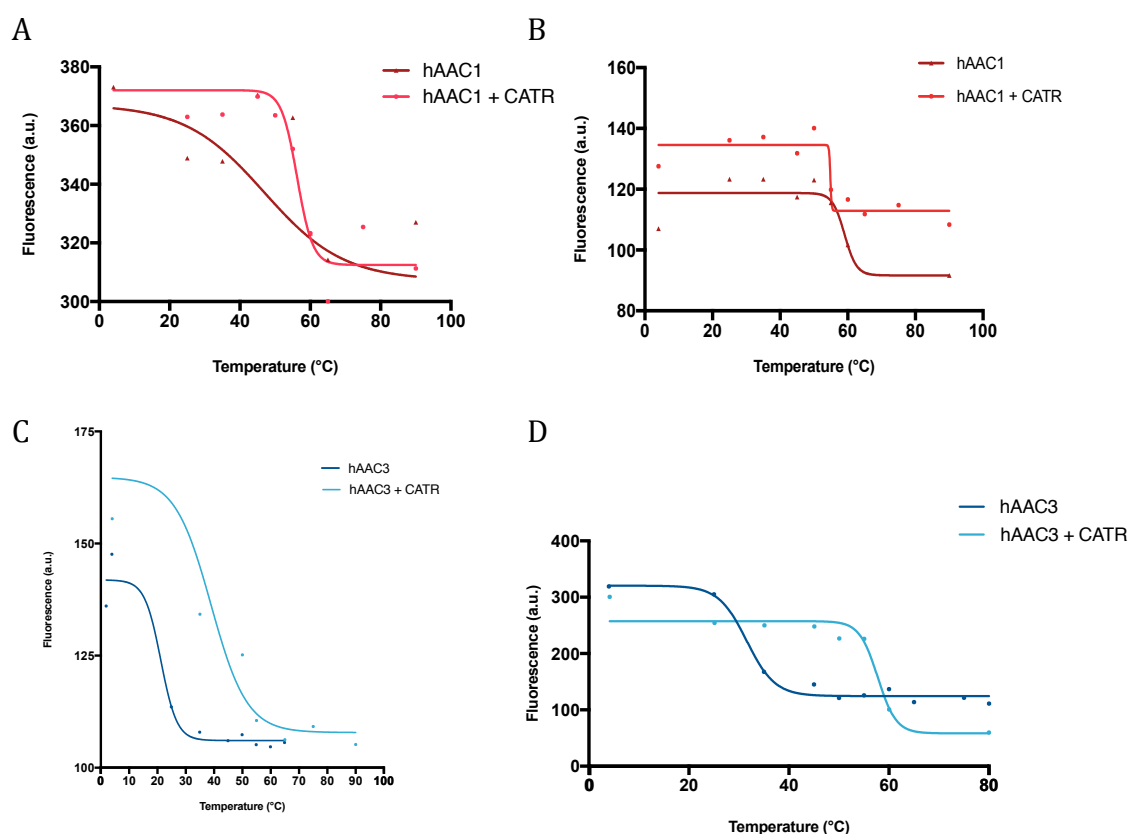 A
hAAC1
hAAC1 + CATR
380
360
340
320
300
Fluorescence (a.u.)
0 20 40 60 80 100
Temperature (°C)
B
hAAC1
hAAC1 + CATR
160
140
120
100
80
Fluorescence (a.u.)
0 20 40 60 80 100
Temperature (°C)
C
hAAC3
hAAC3 + CATR
175
150
125
100
Fluorescence (a.u.)
0 10 20 30 40 50 60 70 80 90 100
Temperature (°C)
D
hAAC3
hAAC3 + CATR
400
300
200
100
0
Fluorescence (a.u.)
0 20 40 60 80
Temperature (°C)